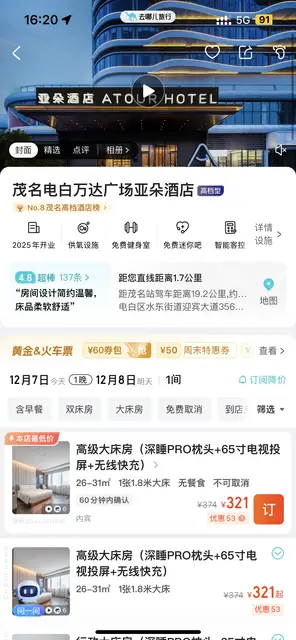 16:20
去哪儿旅行
5G 91
亚朵酒店 ATOUR HOTEL
封面 精选 点评 相册 >
茂名电白万达广场亚朵酒店 高档型
No.8茂名高档酒店榜 >
2025年开业 供氧设施 免费健身室 免费迷你吧 智能客控 详情设施 >
4.8 超棒 137条 >
“房间设计简约温馨，床品柔软舒适”
距您直线距离1.7公里
距茂名站驾车距离19.2公里,约...
电白区水东街道迎宾大道356...
地图
黄金&火车票 ¥60券包 抢 ¥50 周末特惠券 查看 >
12月7日 今天 1晚 12月8日 明天 1间 订阅降价
含早餐 双床房 大床房 免费取消 到店 筛选
本店最低价
高级大床房（深睡PRO枕头+65寸电视投屏+无线快充） >
26-31㎡ 1张1.8米大床 无餐食 不可取消
60分钟内确认
内宾
¥374 ¥321
优惠53
订
6
高级大床房（深睡PRO枕头+65寸电视投屏+无线快充）
26-31㎡ 1张1.8米大床
¥374 ¥321起
优惠53
问一问
6